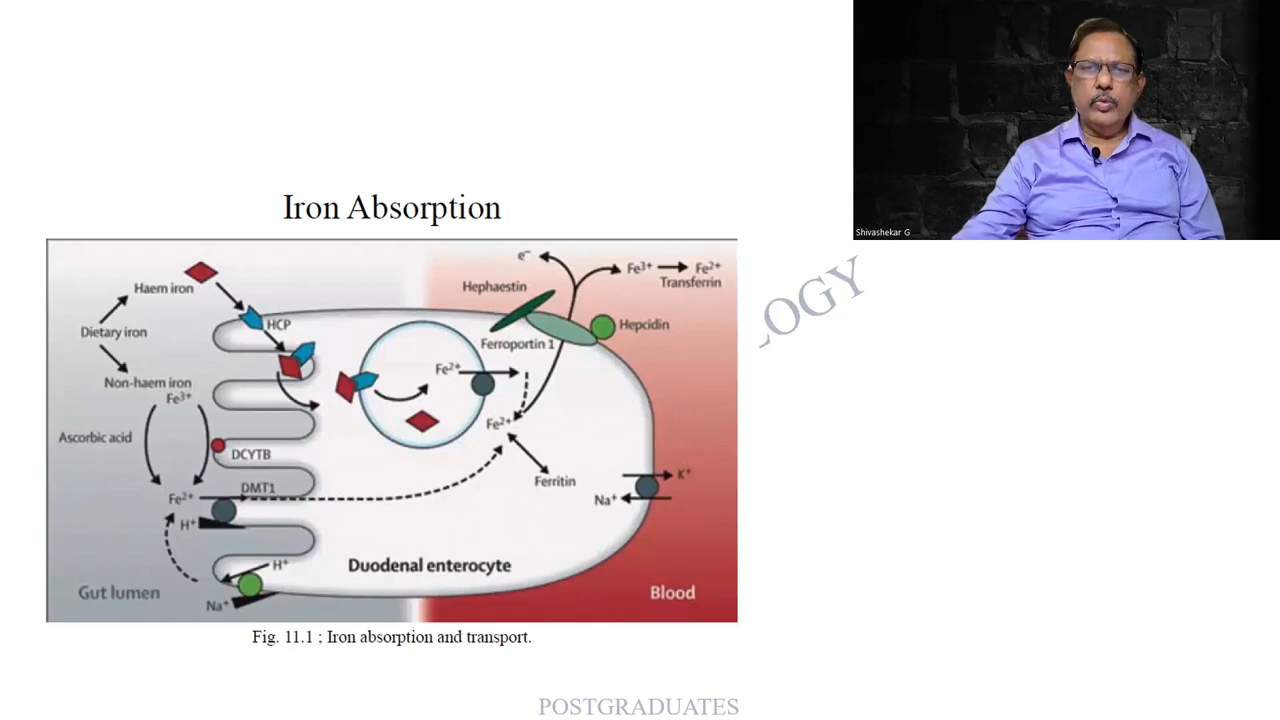 Shivashekar G
LOGY
Iron Absorption
Haem iron
HCP
Dietary iron
Non-haem iron
Fe³⁺
Ascorbic acid
DCYTB
Fe²⁺
DMT1
H⁺
H⁺
Na⁺
Gut lumen
Duodenal enterocyte
Fe²⁺
Fe²⁺
Ferritin
Hephaestin
Ferroportin 1
e⁻
Fe³⁺
Fe²⁺
Transferrin
Hepcidin
K⁺
Na⁺
Blood
Fig. 11.1 ; Iron absorption and transport.
POSTGRADUATES